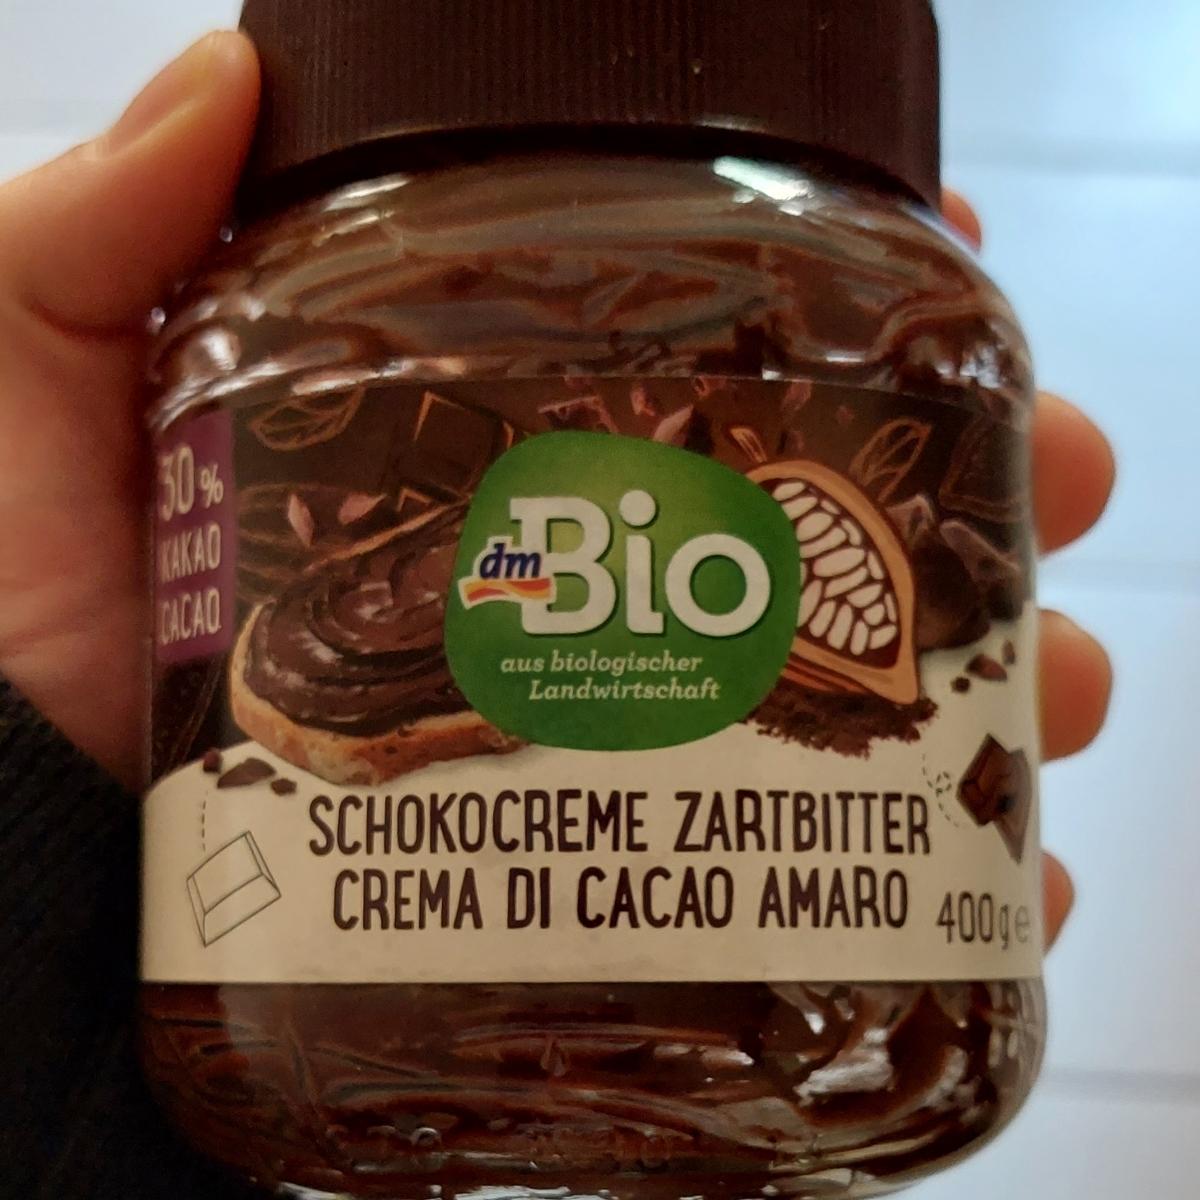 30 %
KAKAO
CACAO
dm
Bio
aus biologischer
Landwirtschaft
SCHOKOCREME ZARTBITTER
CREMA DI CACAO AMARO
400g e